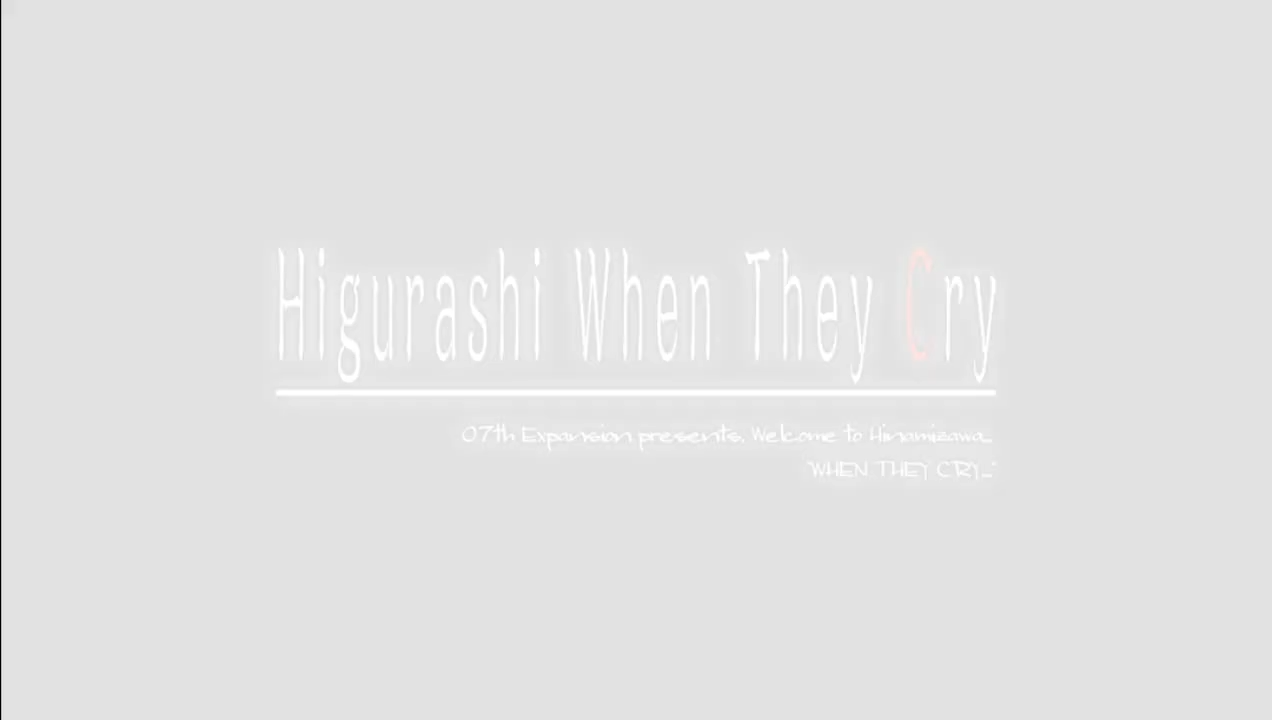 Higurashi When They Cry
07th Expansion presents. Welcome to Hinamizawa...
"WHEN THEY CRY..."